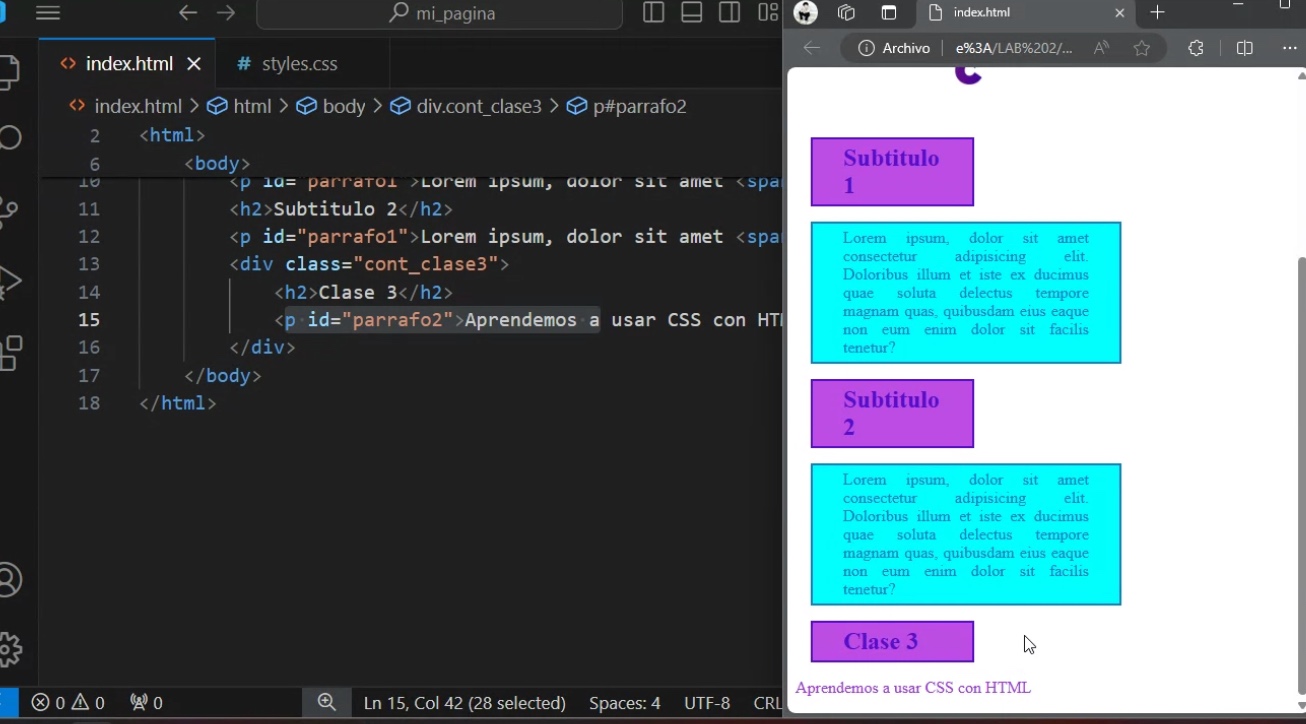 mi_pagina
index.html
# styles.css
index.html > html > body > div.cont_clase3 > p#parrafo2
2 <html>
6 <body>
10 <p id="parrafo1">Lorem ipsum, dolor sit amet <spa
11 <h2>Subtitulo 2</h2>
12 <p id="parrafo1">Lorem ipsum, dolor sit amet <spa
13 <div class="cont_clase3">
14 <h2>Clase 3</h2>
15 <p id="parrafo2">Aprendemos a usar CSS con HT
16 </div>
17 </body>
18 </html>
0 0 0
Ln 15, Col 42 (28 selected) Spaces: 4 UTF-8 CRL
index.html
Archivo e%3A/LAB%202/...
Subtitulo
1
Lorem ipsum, dolor sit amet
consectetur adipisicing elit.
Doloribus illum et iste ex ducimus
quae soluta delectus tempore
magnam quas, quibusdam eius eaque
non eum enim dolor sit facilis
tenetur?
Subtitulo
2
Lorem ipsum, dolor sit amet
consectetur adipisicing elit.
Doloribus illum et iste ex ducimus
quae soluta delectus tempore
magnam quas, quibusdam eius eaque
non eum enim dolor sit facilis
tenetur?
Clase 3
Aprendemos a usar CSS con HTML